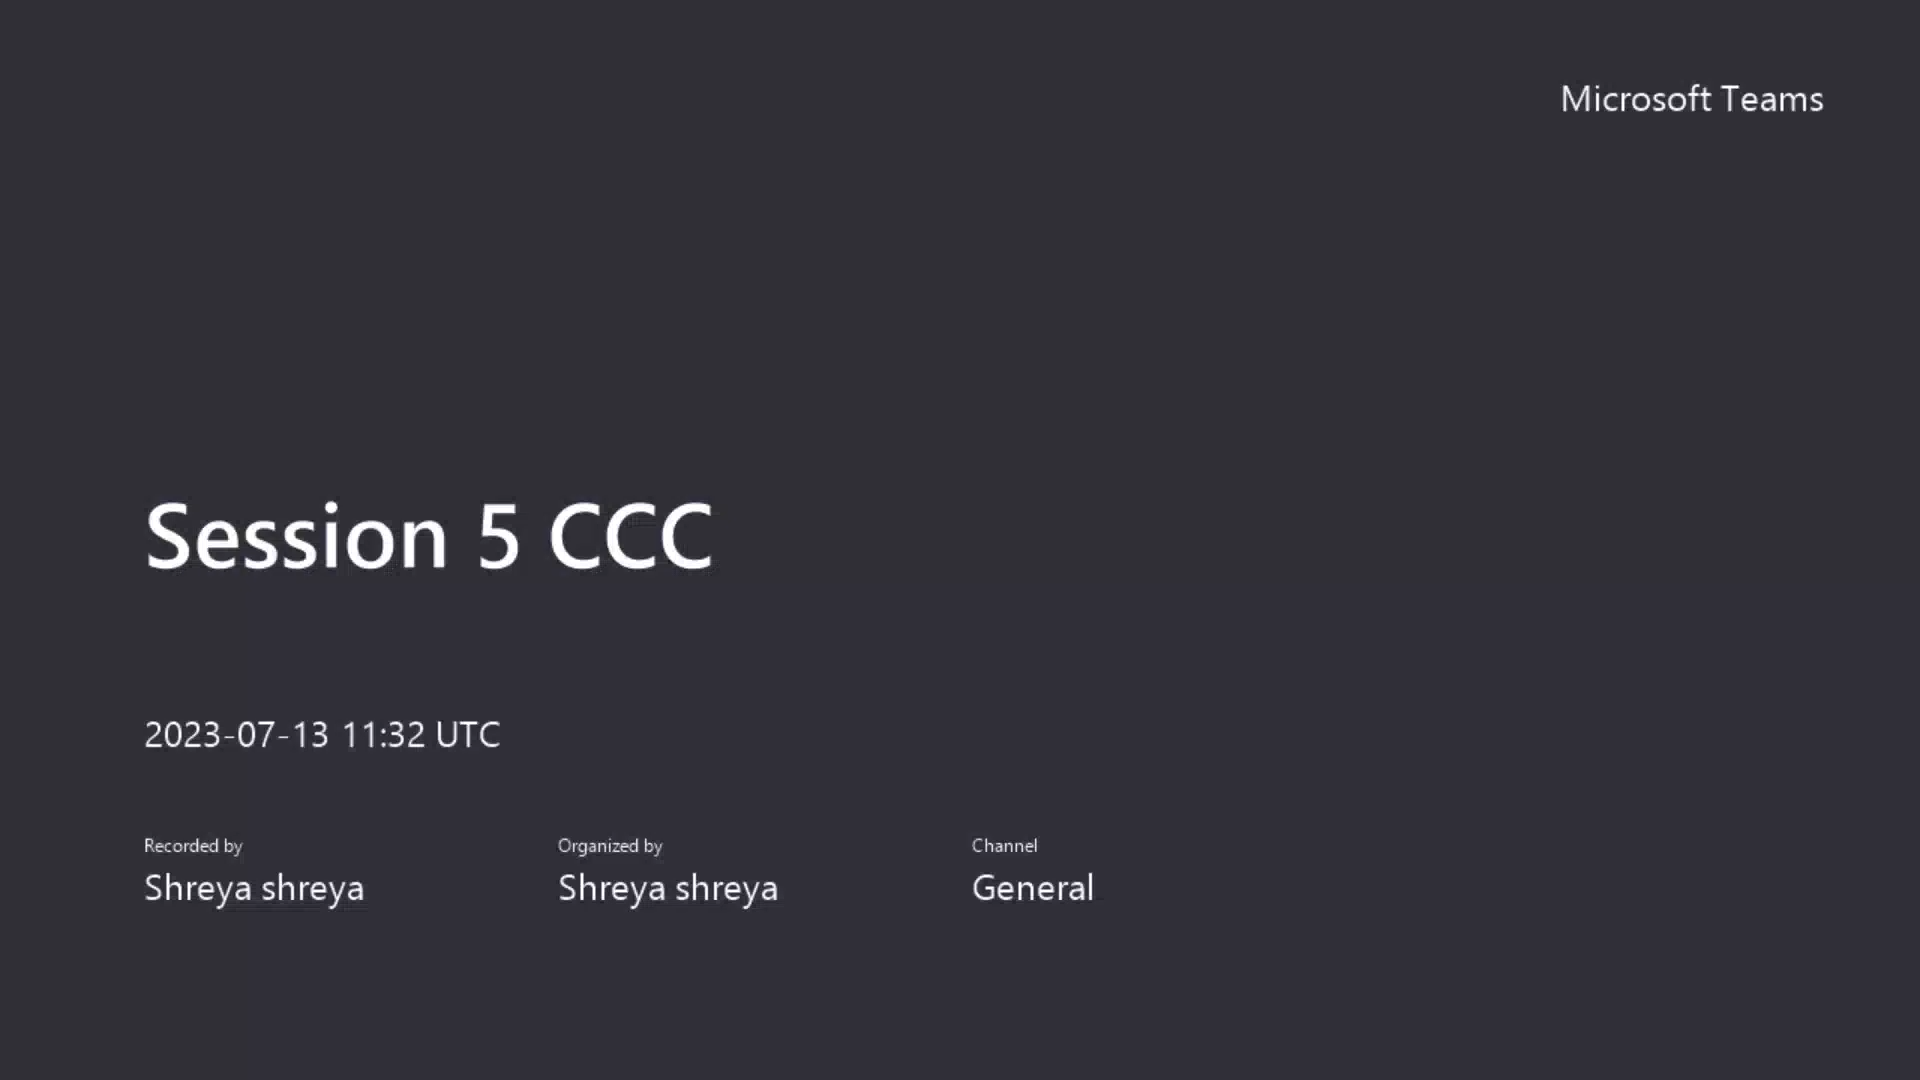 Microsoft Teams
Session 5 CCC
2023-07-13 11:32 UTC
Recorded by
Shreya shreya
Organized by
Shreya shreya
Channel
General